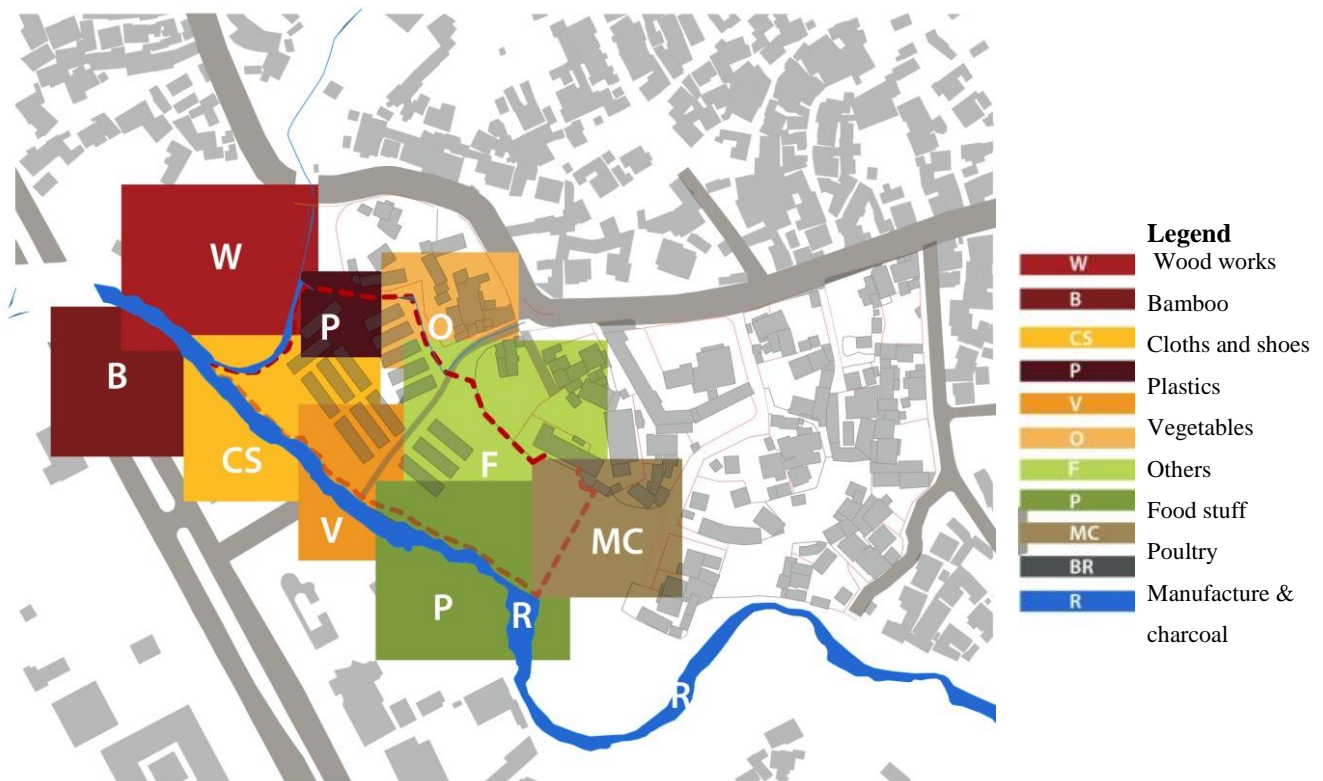 W
P
O
B
CS
F
V
MC
P
R
R
Legend
W Wood works
B Bamboo
CS Cloths and shoes
P Plastics
V Vegetables
O Others
F Food stuff
P Poultry
MC Manufacture &
BR charcoal
R